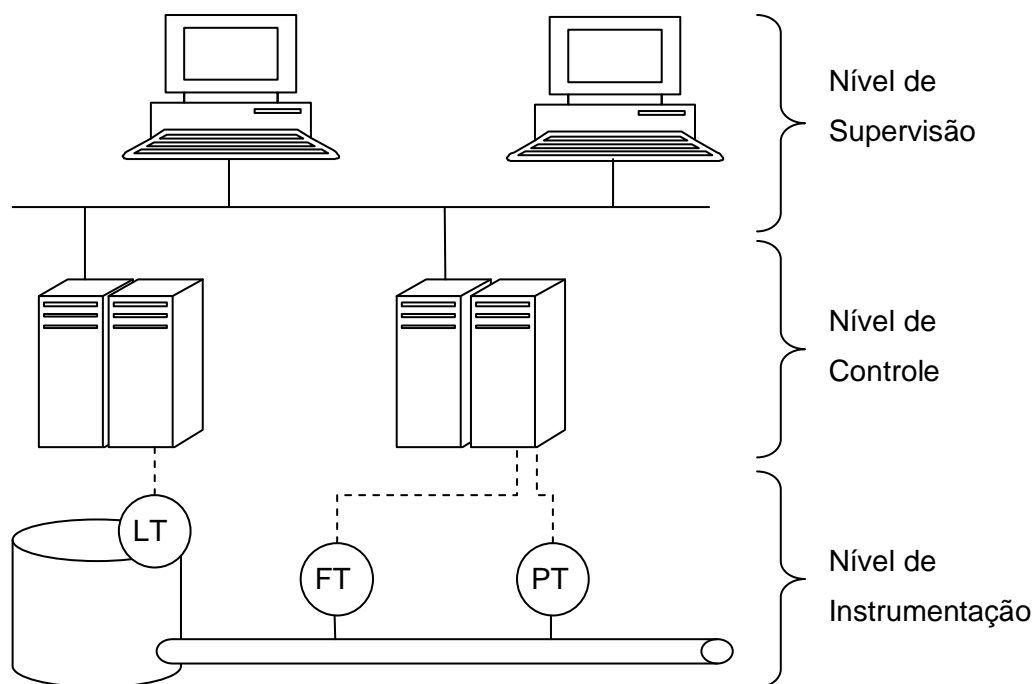 Nível de
Supervisão
Nível de
Controle
LT
FT
PT
Nível de
Instrumentação